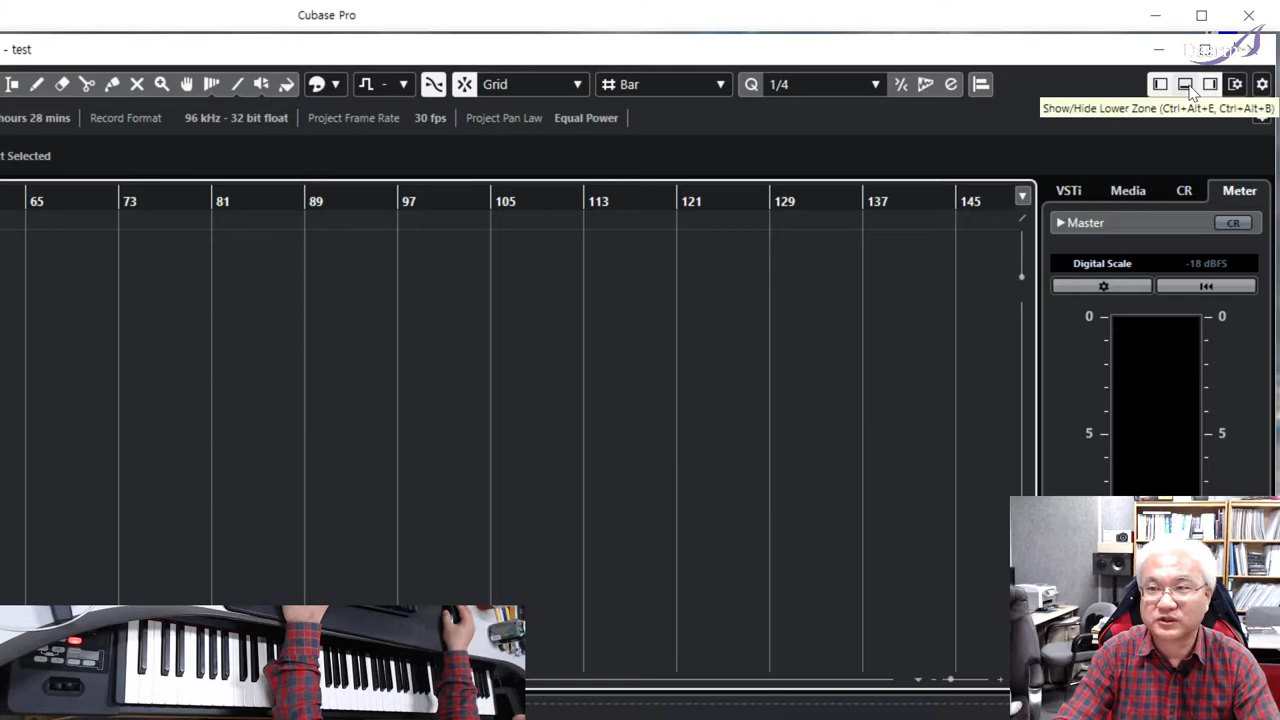 Cubase Pro
- test
- Grid Bar 1/4
Show/Hide Lower Zone (Ctrl+Alt+E, Ctrl+Alt+B)
hours 28 mins Record Format 96 kHz - 32 bit float Project Frame Rate 30 fps Project Pan Law Equal Power
t Selected
65 73 81 89 97 105 113 121 129 137 145
VSTi Media CR Meter
Master CR
Digital Scale -18 dBFS
0 0
5 5